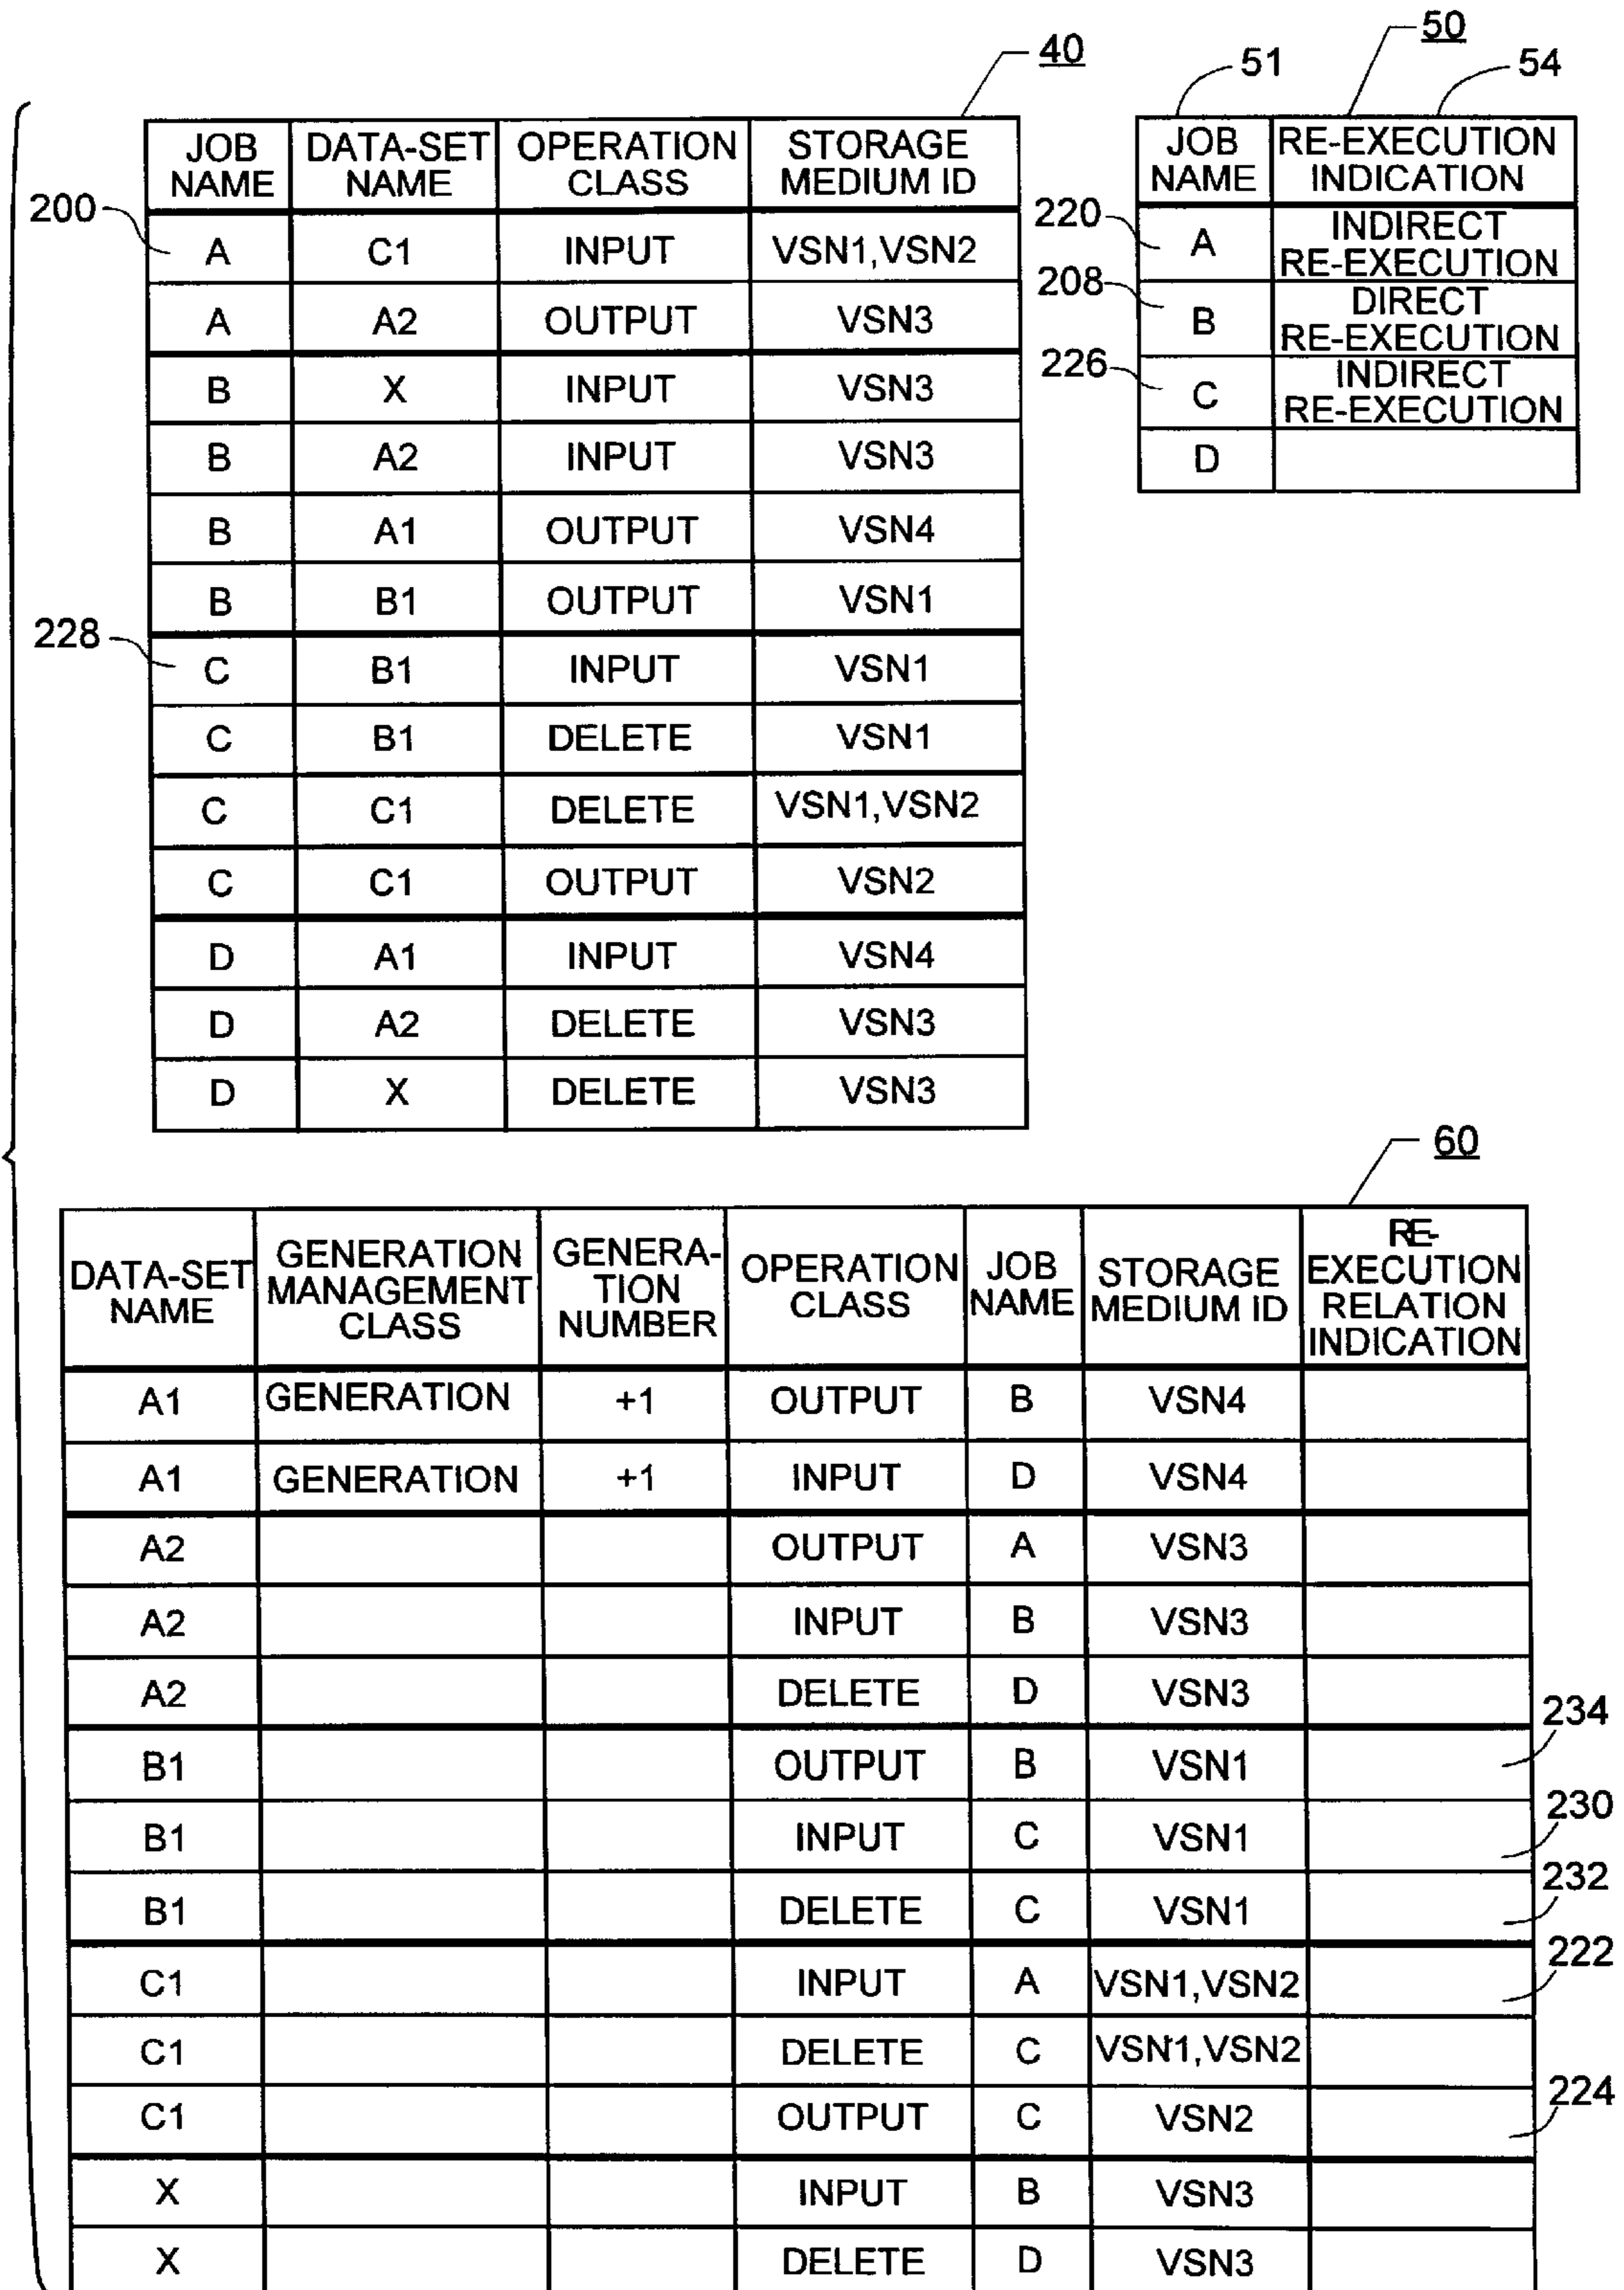 40
JOB NAME DATA-SET NAME OPERATION CLASS STORAGE MEDIUM ID
200 A C1 INPUT VSN1,VSN2
A A2 OUTPUT VSN3
B X INPUT VSN3
B A2 INPUT VSN3
B A1 OUTPUT VSN4
B B1 OUTPUT VSN1
228 C B1 INPUT VSN1
C B1 DELETE VSN1
C C1 DELETE VSN1,VSN2
C C1 OUTPUT VSN2
D A1 INPUT VSN4
D A2 DELETE VSN3
D X DELETE VSN3
50
51 54
JOB NAME RE-EXECUTION INDICATION
220 A INDIRECT RE-EXECUTION
208 B DIRECT RE-EXECUTION
226 C INDIRECT RE-EXECUTION
D
60
DATA-SET NAME GENERATION MANAGEMENT CLASS GENERA-TION NUMBER OPERATION CLASS JOB NAME STORAGE MEDIUM ID RE-EXECUTION RELATION INDICATION
A1 GENERATION +1 OUTPUT B VSN4
A1 GENERATION +1 INPUT D VSN4
A2 OUTPUT A VSN3
A2 INPUT B VSN3
A2 DELETE D VSN3
B1 OUTPUT B VSN1 234
B1 INPUT C VSN1 230
B1 DELETE C VSN1 232
C1 INPUT A VSN1,VSN2 222
C1 DELETE C VSN1,VSN2
C1 OUTPUT C VSN2 224
X INPUT B VSN3
X DELETE D VSN3